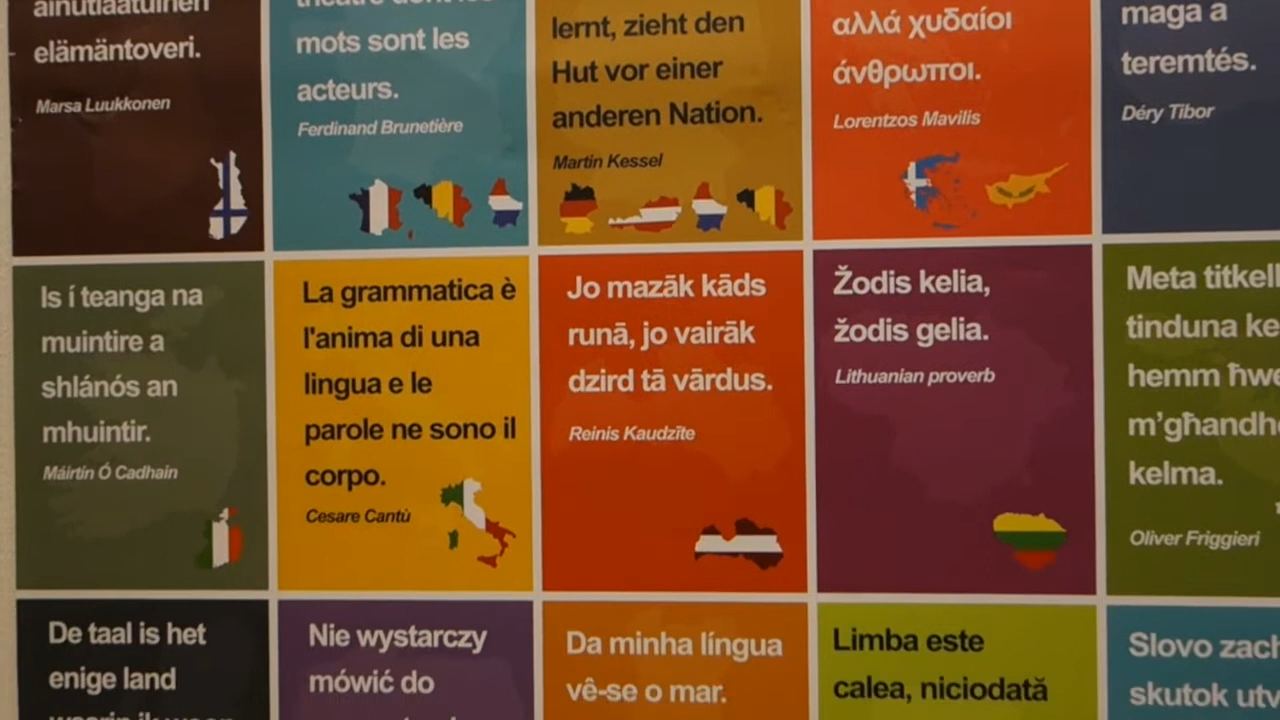 elämäntoveri.
Marsa Luukkonen
mots sont les
acteurs.
Ferdinand Brunetière
lernt, zieht den
Hut vor einer
anderen Nation.
Martin Kessel
αλλά χυδαίοι
άνθρωποι.
Lorentzos Mavilis
maga a
teremtés.
Déry Tibor
Is í teanga na
muintire a
shlánós an
mhuintir.
Máirtín Ó Cadhain
La grammatica è
l'anima di una
lingua e le
parole ne sono il
corpo.
Cesare Cantù
Jo mazāk kāds
runā, jo vairāk
dzird tā vārdus.
Reinis Kaudzīte
Žodis kelia,
žodis gelia.
Lithuanian proverb
Meta
tinduna
hemm
kelma.
Oliver Friggieri
De taal is het
enige land
Nie wystarczy
mówić do
Da minha língua
vê-se o mar.
Limba este
calea, niciodată
Slovo
skutok